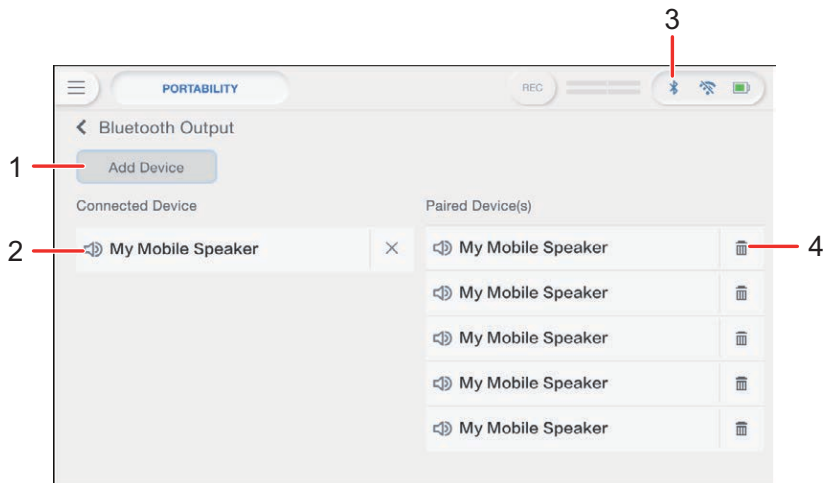 3
PORTABILITY
REC
Bluetooth Output
1
Add Device
Connected Device
Paired Device(s)
2
My Mobile Speaker
My Mobile Speaker
4
My Mobile Speaker
My Mobile Speaker
My Mobile Speaker
My Mobile Speaker